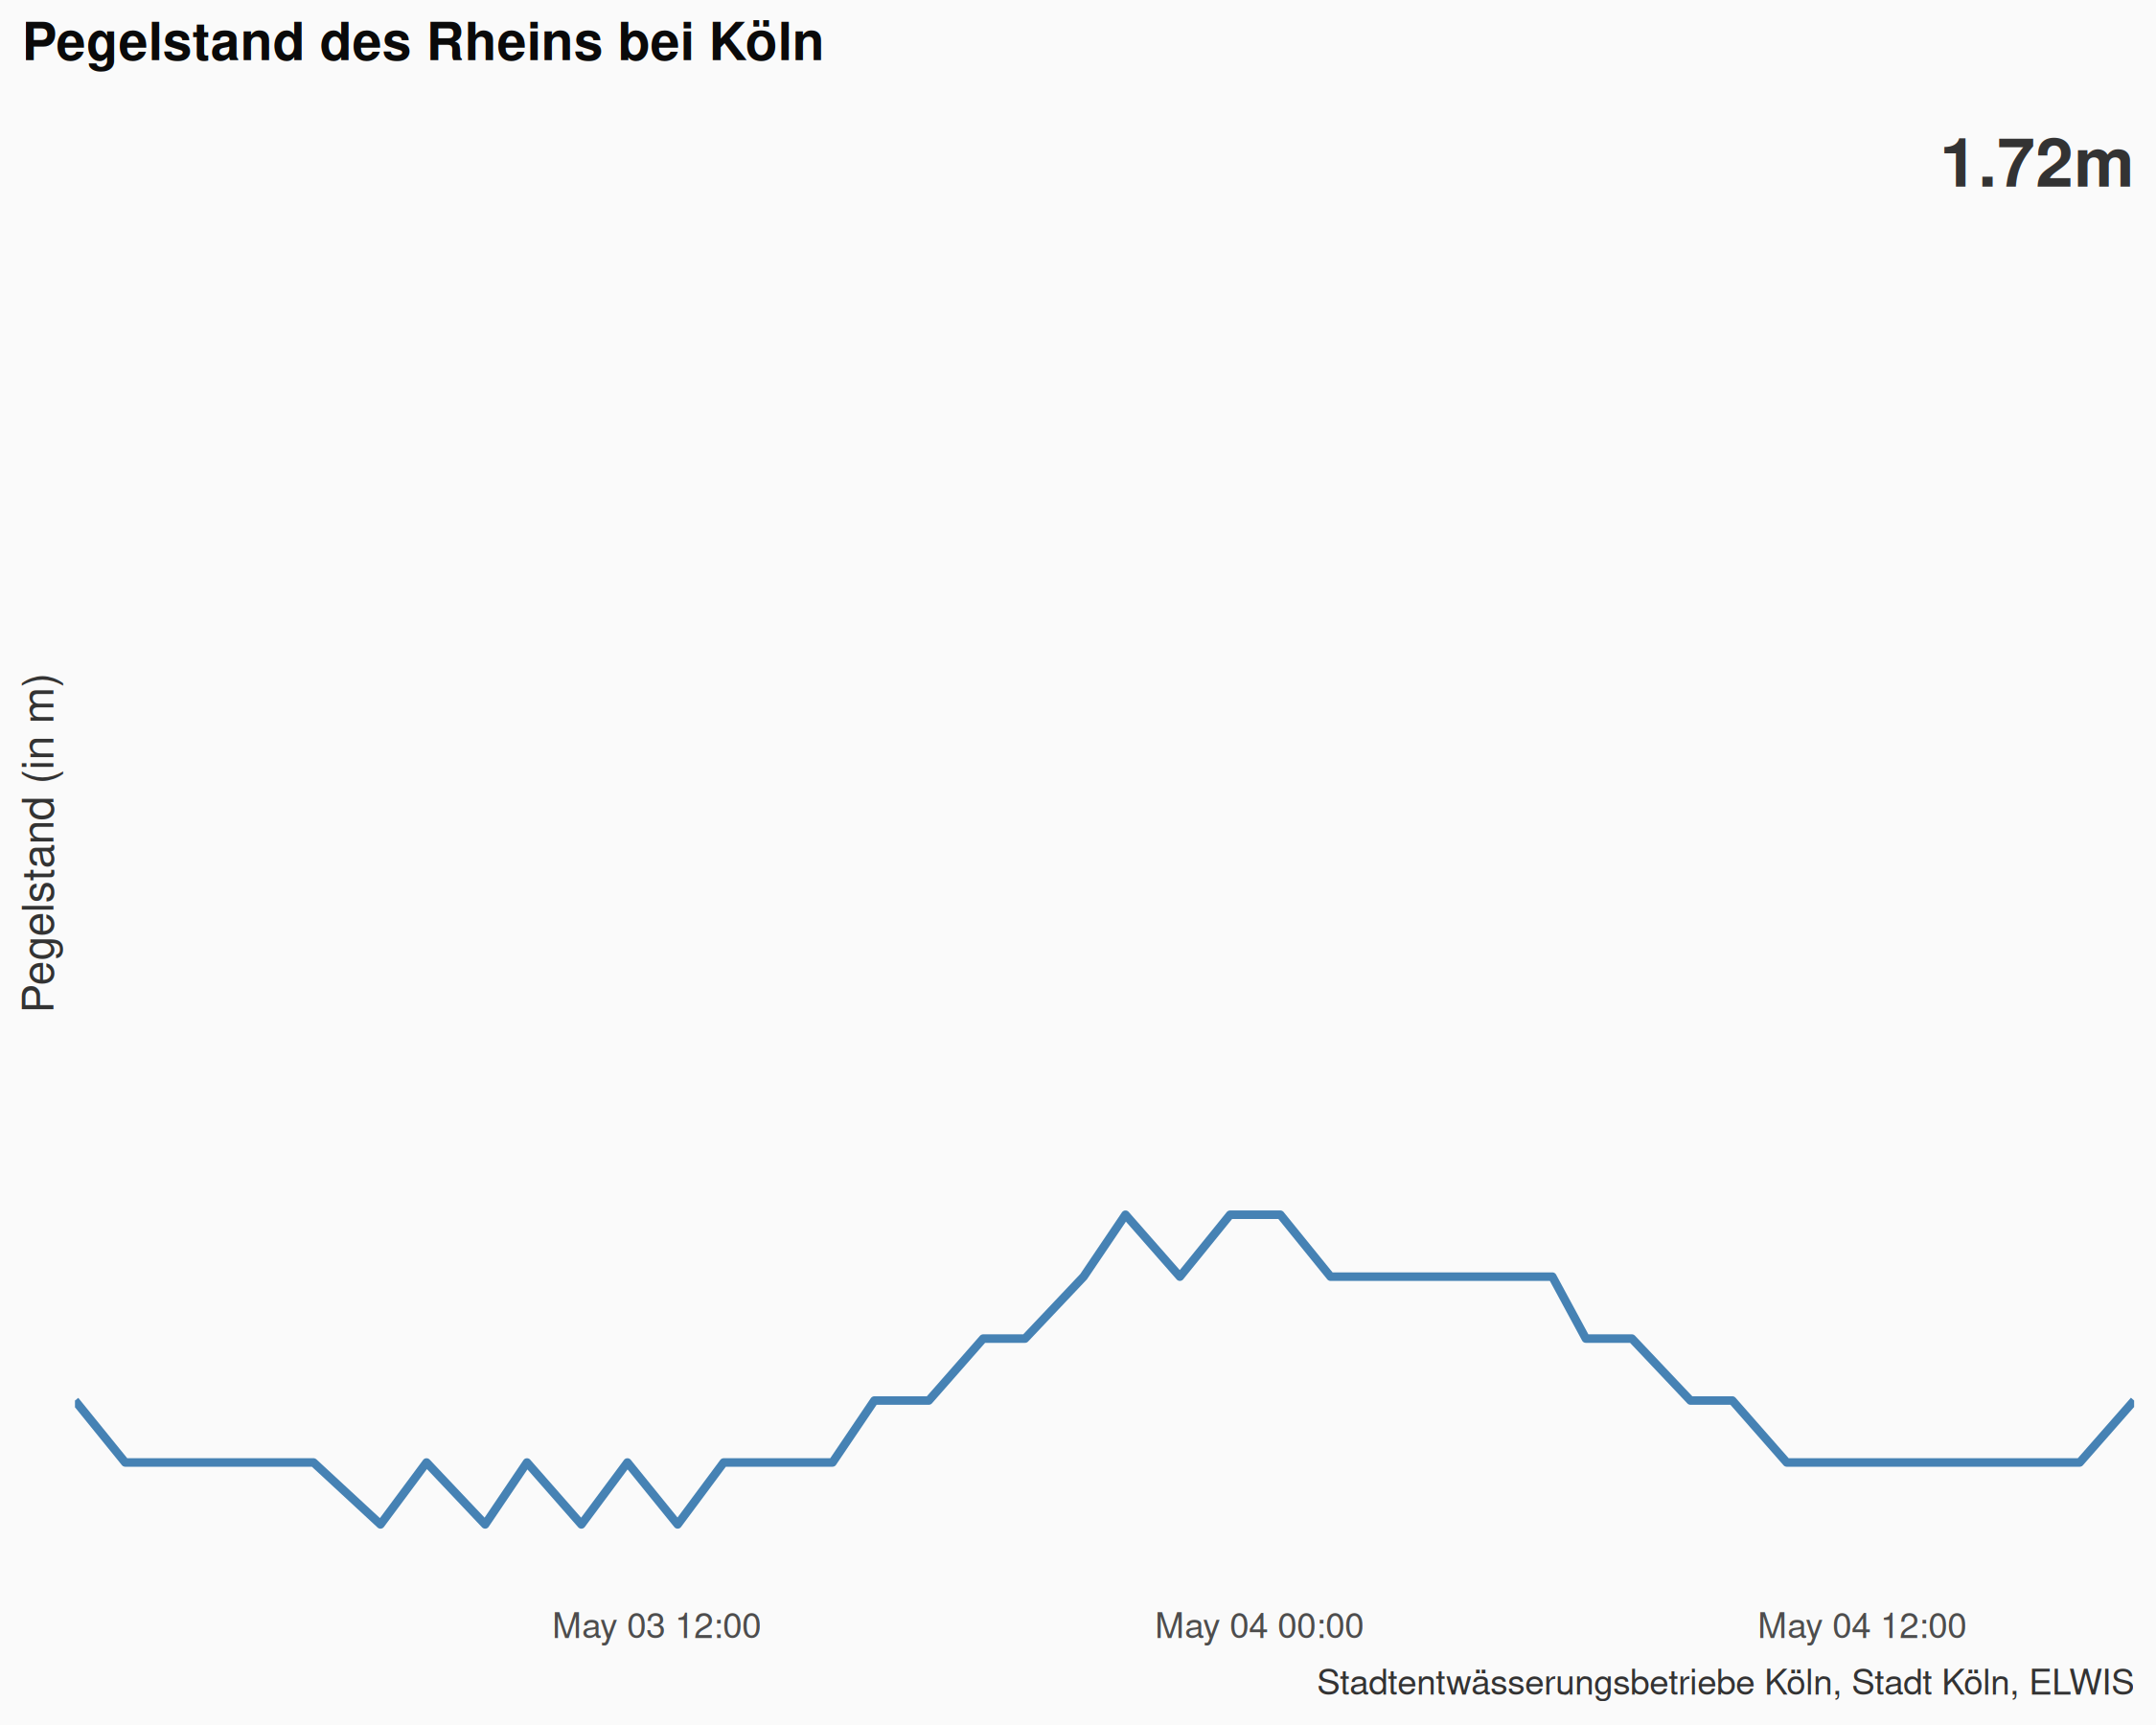 Pegelstand des Rheins bei Köln
1.72m
Pegelstand (in m)
May 03 12:00
May 04 00:00
May 04 12:00
Stadtentwässerungsbetriebe Köln, Stadt Köln, ELWIS